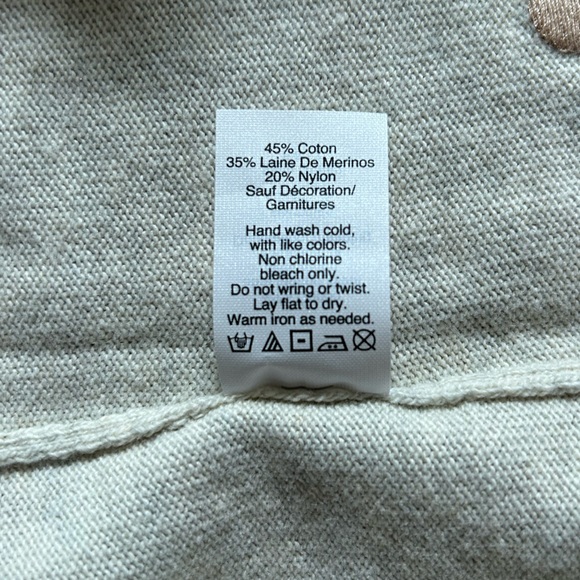 45% Coton
35% Laine De Merinos
20% Nylon
Sauf Décoration/
Garnitures
Hand wash cold,
with like colors.
Non chlorine
bleach only.
Do not wring or twist.
Lay flat to dry.
Warm iron as needed.